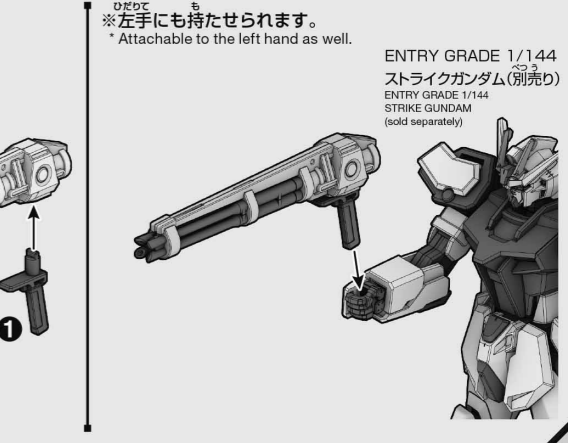 ※左手にも持たせられます。
* Attachable to the left hand as well.
ENTRY GRADE 1/144
ストライクガンダム(別売り)
ENTRY GRADE 1/144
STRIKE GUNDAM
(sold separately)
❶